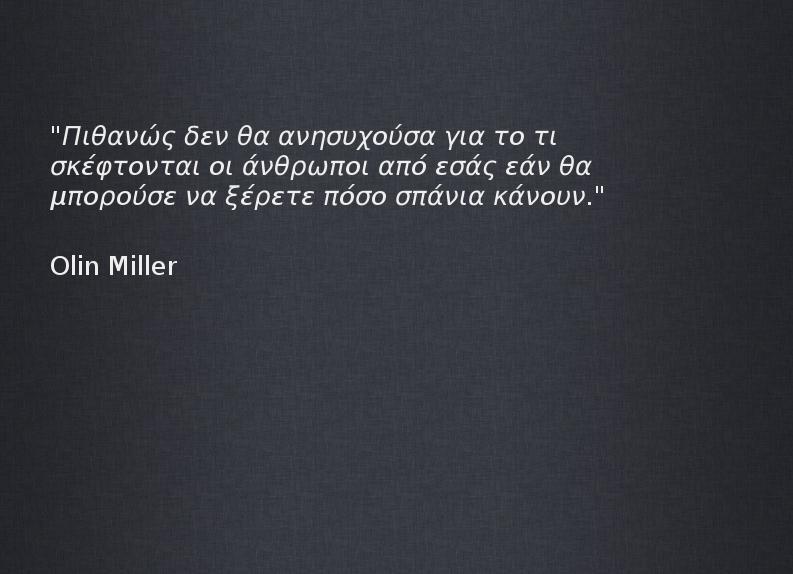 "Πιθανώς δεν θα ανησυχούσα για το τι
σκέφτονται οι άνθρωποι από εσάς εάν θα
μπορούσε να ξέρετε πόσο σπάνια κάνουν."
Olin Miller